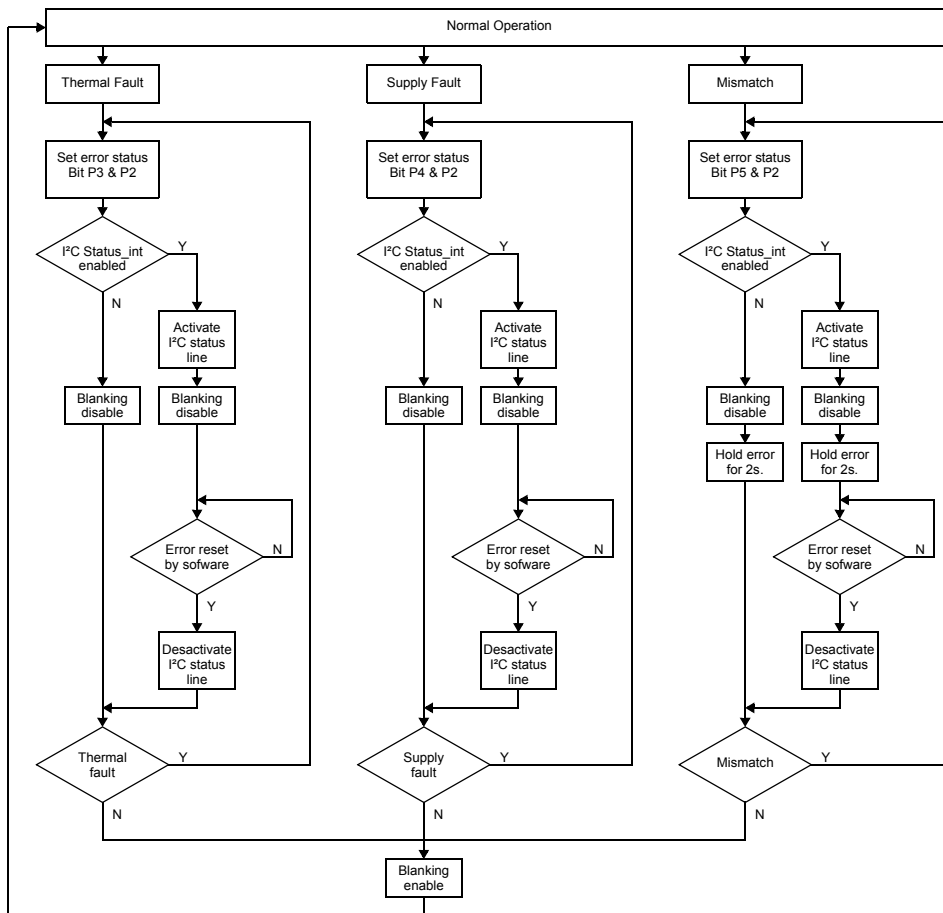 Normal Operation
Thermal Fault
Supply Fault
Mismatch
Set error status
Bit P3 & P2
Set error status
Bit P4 & P2
Set error status
Bit P5 & P2
I²C Status_int
enabled
Y
N
I²C Status_int
enabled
Y
N
I²C Status_int
enabled
Y
N
Activate
I²C status
line
Activate
I²C status
line
Activate
I²C status
line
Blanking
disable
Blanking
disable
Blanking
disable
Blanking
disable
Blanking
disable
Blanking
disable
Hold error
for 2s.
Hold error
for 2s.
Error reset
by sofware
N
Y
Error reset
by sofware
N
Y
Error reset
by sofware
N
Y
Desactivate
I²C status
line
Desactivate
I²C status
line
Desactivate
I²C status
line
Thermal
fault
Y
N
Supply
fault
Y
N
Mismatch
Y
N
Blanking
enable